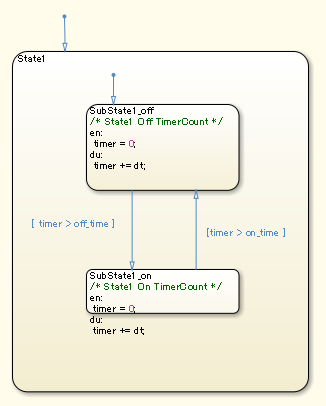 State1
SubState1_off
/* State1 Off TimerCount */
en:
timer = 0;
du:
timer += dt;
[ timer > off_time ]
[timer > on_time ]
SubState1_on
/* State1 On TimerCount */
en:
timer = 0;
du:
timer += dt;